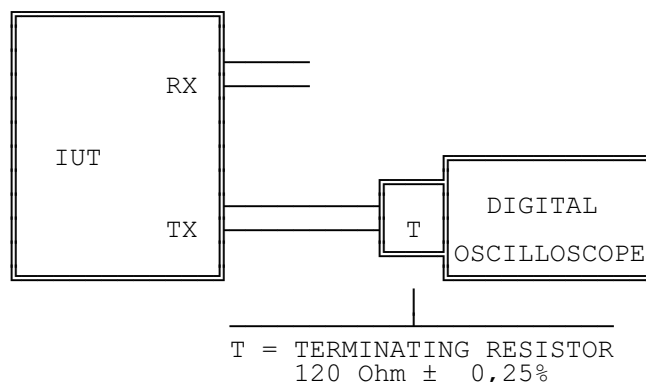 RX
IUT
DIGITAL
TX
T
OSCILLOSCOPE
T = TERMINATING RESISTOR
120 Ohm ± 0,25%